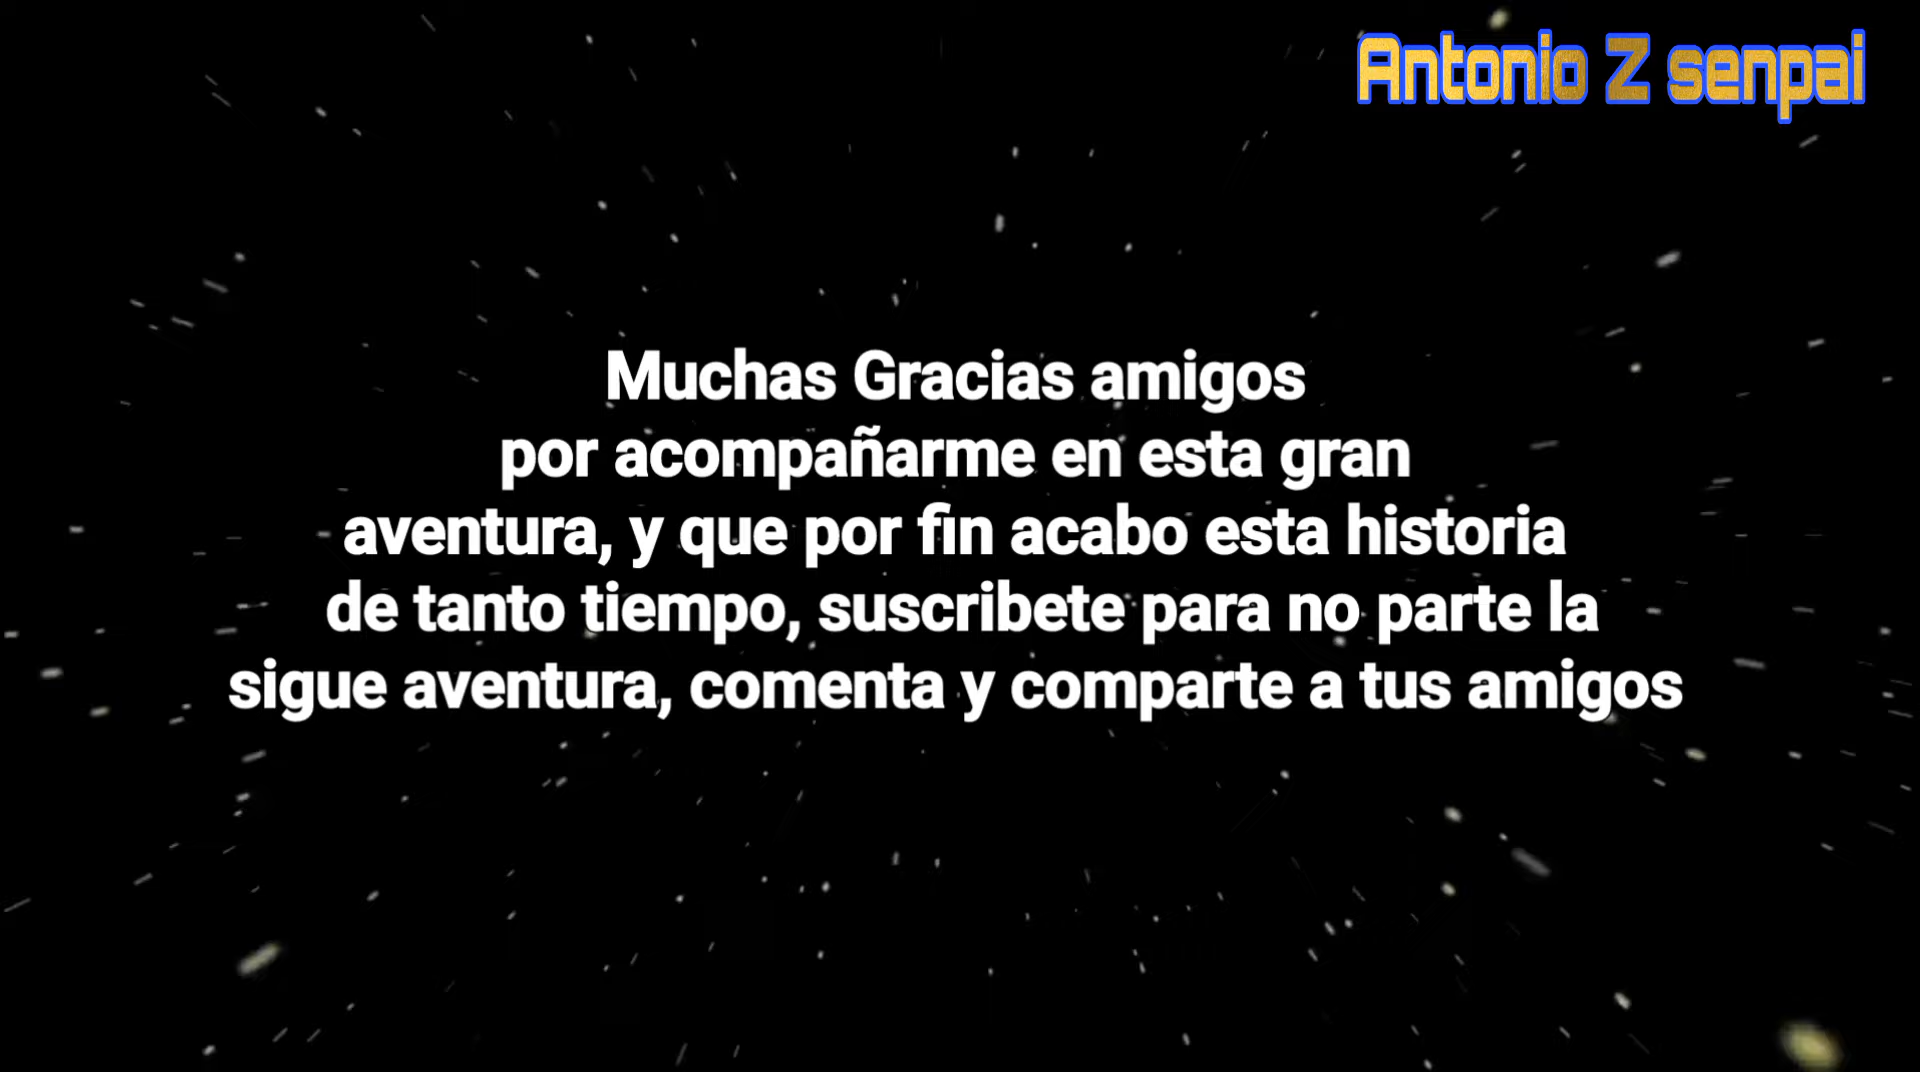 Antonio Z senpai
Muchas Gracias amigos
por acompañarme en esta gran
aventura, y que por fin acabo esta historia
de tanto tiempo, suscribete para no parte la
sigue aventura, comenta y comparte a tus amigos